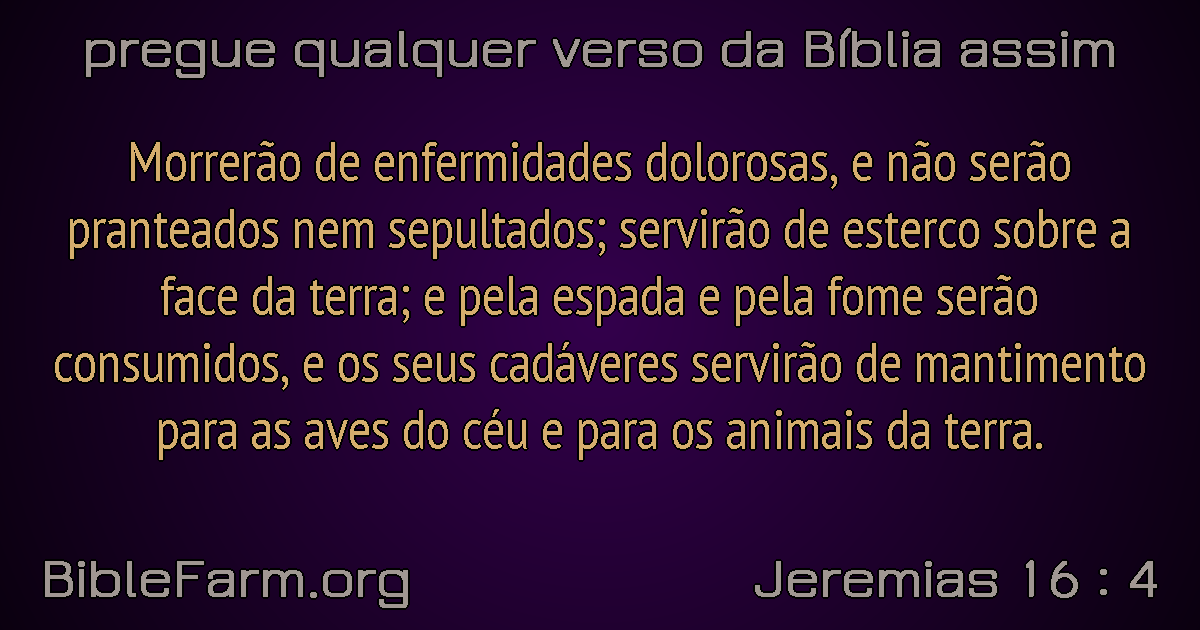 pregue qualquer verso da Bíblia assim
Morrerão de enfermidades dolorosas, e não serão
pranteados nem sepultados; servirão de esterco sobre a
face da terra; e pela espada e pela fome serão
consumidos, e os seus cadáveres servirão de mantimento
para as aves do céu e para os animais da terra.
BibleFarm.org
Jeremias 16 : 4